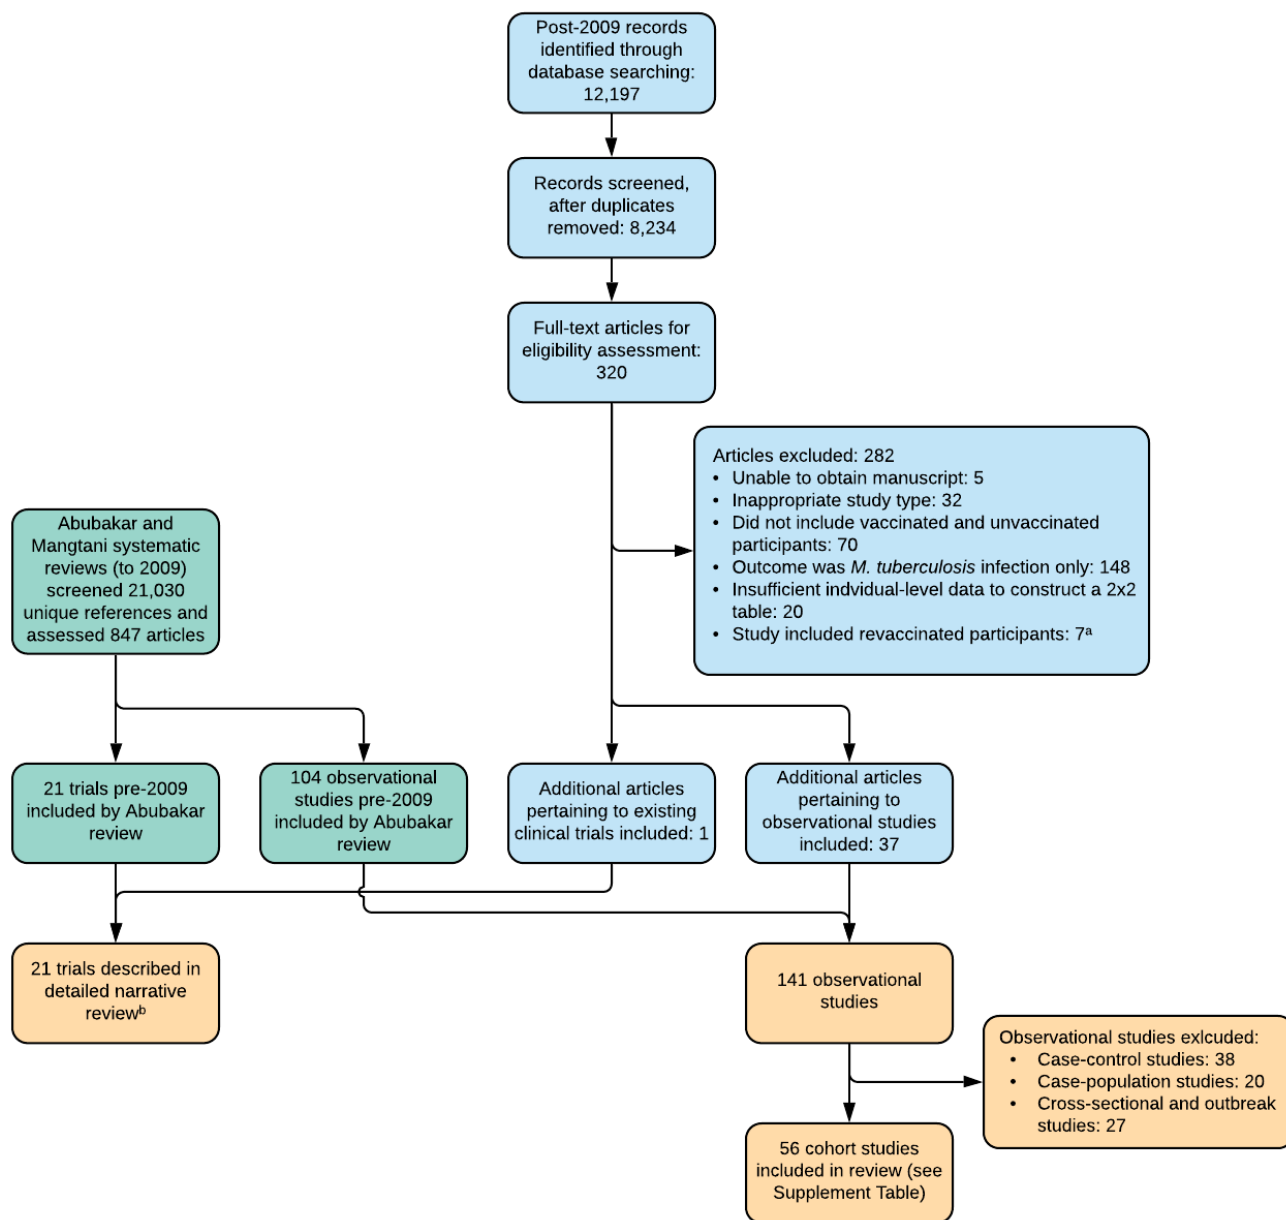 Post-2009 records
identified through
database searching:
12,197
Records screened,
after duplicates
removed: 8,234
Full-text articles for
eligibility assessment:
320
Articles excluded: 282
• Unable to obtain manuscript: 5
• Inappropriate study type: 32
• Did not include vaccinated and unvaccinated
participants: 70
• Outcome was M. tuberculosis infection only: 148
• Insufficient indvidual-level data to construct a 2x2
table: 20
• Study included revaccinated participants: 7ᵃ
Abubakar and
Mangtani systematic
reviews (to 2009)
screened 21,030
unique references and
assessed 847 articles
21 trials pre-2009
included by Abubakar
review
104 observational
studies pre-2009
included by Abubakar
review
Additional articles
pertaining to existing
clinical trials included: 1
Additional articles
pertaining to
observational studies
included: 37
21 trials described in
detailed narrative
reviewᵇ
141 observational
studies
Observational studies exlcuded:
• Case-control studies: 38
• Case-population studies: 20
• Cross-sectional and outbreak
studies: 27
56 cohort studies
included in review (see
Supplement Table)